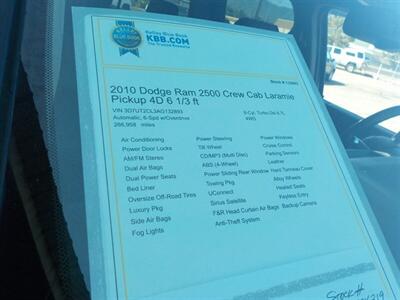 Kelley Blue Book
KBB.COM
The Trusted Resource
BLUE BOOK
2010 Dodge Ram 2500 Crew Cab Laramie
Pickup 4D 6 1/3 ft
Automatic, 6-Spd w/Overdrive
4WD
266,958 miles
Air Conditioning Power Steering Power Windows
Power Door Locks Tilt Wheel Cruise Control
AM/FM Stereo CD/MP3 (Multi Disc) Parking Sensors
Dual Air Bags ABS (4-Wheel) Leather
Dual Power Seats Power Sliding Rear Window Hard Tonneau Cover
Bed Liner Towing Pkg Alloy Wheels
Oversize Off-Road Tires UConnect Heated Seats
Luxury Pkg Sirius Satellite Keyless Entry
Side Air Bags F&R Head Curtain Air Bags Backup Camera
Fog Lights Anti-Theft System
Stock #